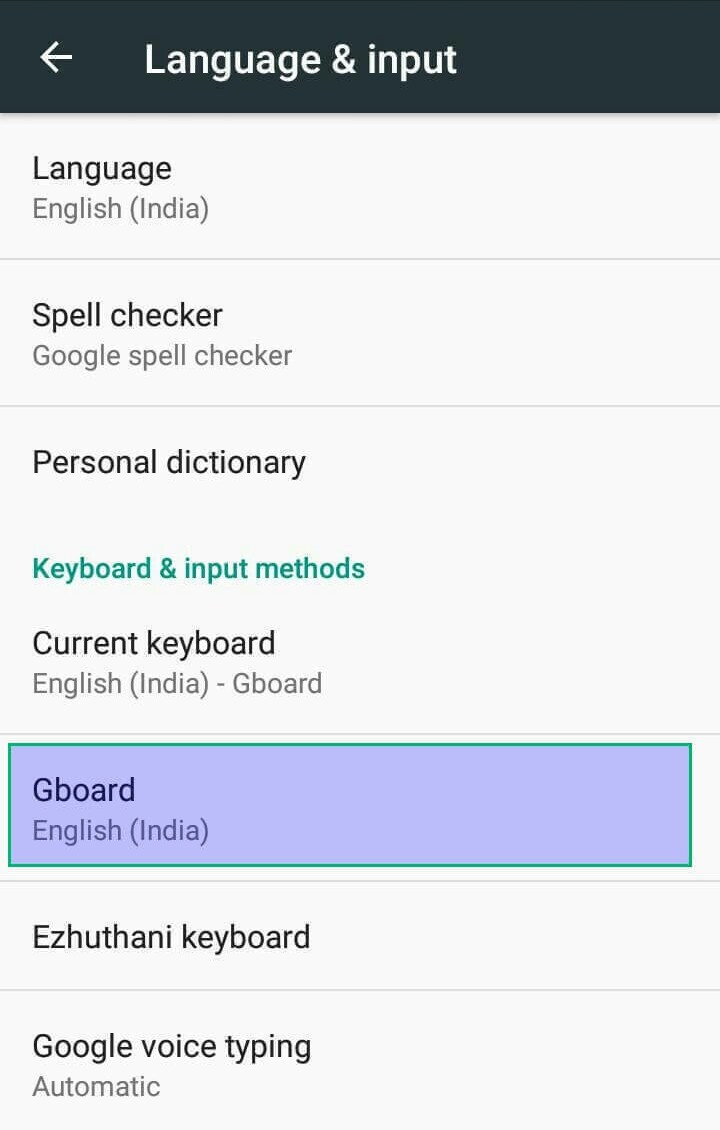 Language & input
Language
English (India)
Spell checker
Google spell checker
Personal dictionary
Keyboard & input methods
Current keyboard
English (India) - Gboard
Gboard
English (India)
Ezhuthani keyboard
Google voice typing
Automatic